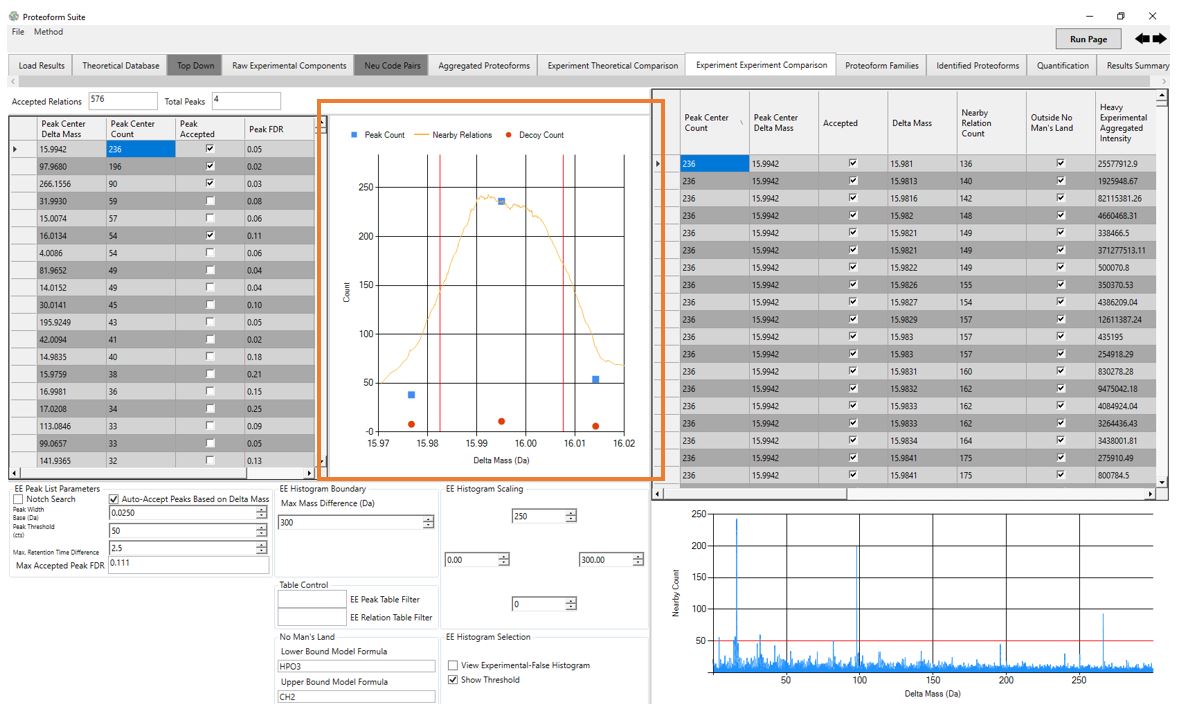 Proteoform Suite
File Method
Run Page
Load Results Theoretical Database Top Down Raw Experimental Components Neu Code Pairs Aggregated Proteoforms Experiment Theoretical Comparison Experiment Experiment Comparison Proteoform Families Identified Proteoforms Quantification Results Summary
Accepted Relations 576 Total Peaks 4
Peak Center Delta Mass Peak Center Count Peak Accepted Peak FDR
15.9942 236 0.05
97.9680 196 0.02
266.1556 90 0.03
31.9930 59 0.08
15.0074 57 0.06
16.0134 54 0.11
4.0086 54 0.06
81.9652 49 0.04
14.0152 49 0.04
30.0141 45 0.10
195.9249 43 0.05
42.0094 41 0.02
14.9835 40 0.18
15.9759 38 0.21
16.9981 36 0.15
17.0208 34 0.25
113.0846 33 0.09
99.0657 33 0.05
141.9365 32 0.13
Peak Count Nearby Relations Decoy Count
Count
250
200
150
100
50
-0
15.97 15.98 15.99 16.00 16.01 16.02
Delta Mass (Da)
Peak Center Count Peak Center Delta Mass Accepted Delta Mass Nearby Relation Count Outside No Man's Land Heavy Experimental Aggregated Intensity
236 15.9942 15.981 136 25577912.9
236 15.9942 15.9813 140 1925948.67
236 15.9942 15.9816 142 82115381.26
236 15.9942 15.982 148 4660468.31
236 15.9942 15.9821 149 338466.5
236 15.9942 15.9821 149 371277513.11
236 15.9942 15.9822 149 500070.8
236 15.9942 15.9826 155 350370.53
236 15.9942 15.9827 154 4386209.04
236 15.9942 15.9829 157 12611387.24
236 15.9942 15.983 157 435195
236 15.9942 15.983 157 254918.29
236 15.9942 15.9831 160 830278.28
236 15.9942 15.9832 162 9475042.18
236 15.9942 15.9833 162 4084924.04
236 15.9942 15.9833 162 3264436.43
236 15.9942 15.9834 164 3438001.81
236 15.9942 15.9841 175 275910.49
236 15.9942 15.9841 175 800784.5
EE Peak List Parameters
Notch Search Auto-Accept Peaks Based on Delta Mass
Peak Width Base (Da) 0.0250
Peak Threshold (cts) 50
Max. Retention Time Difference 2.5
Max Accepted Peak FDR 0.111
EE Histogram Boundary
Max Mass Difference (Da)
300
Table Control
EE Peak Table Filter
EE Relation Table Filter
No Man's Land
Lower Bound Model Formula
HPO3
Upper Bound Model Formula
CH2
EE Histogram Scaling
250
0.00 300.00
0
EE Histogram Selection
View Experimental-False Histogram
Show Threshold
Nearby Count
250
200
150
100
50
50 100 150 200 250
Delta Mass (Da)